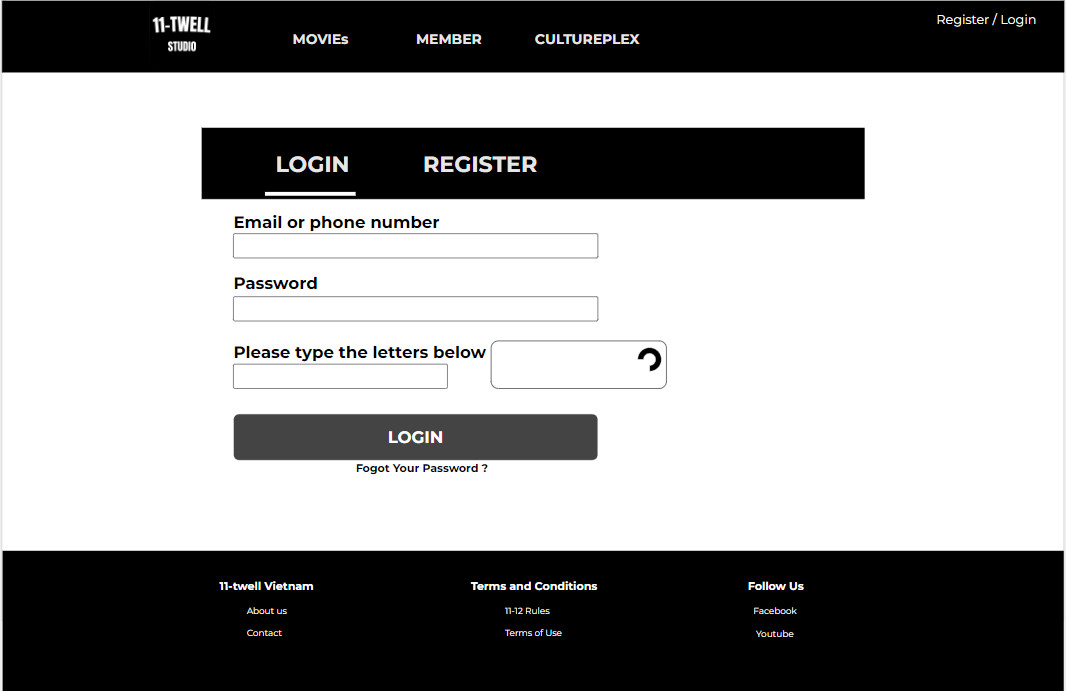 11-TWELL
STUDIO
MOVIEs
MEMBER
CULTUREPLEX
Register / Login
LOGIN
REGISTER
Email or phone number
Password
Please type the letters below
LOGIN
Fogot Your Password ?
11-twell Vietnam
About us
Contact
Terms and Conditions
11-12 Rules
Terms of Use
Follow Us
Facebook
Youtube